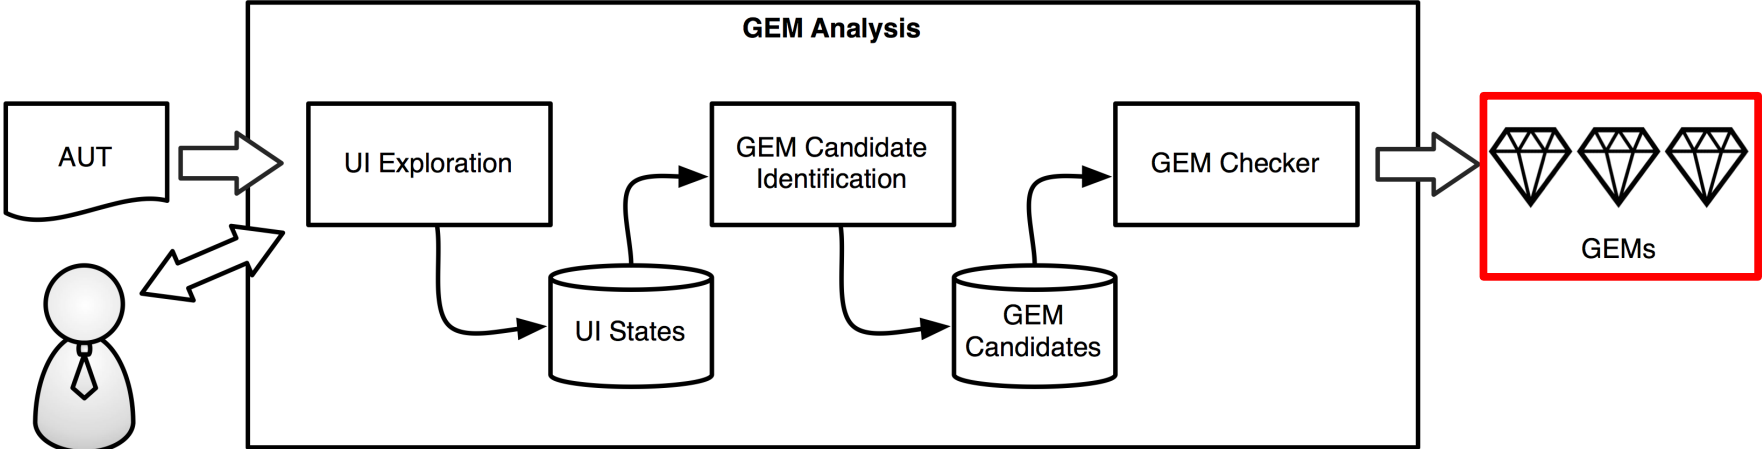 GEM Analysis
AUT
UI Exploration
GEM Candidate
Identification
GEM Checker
UI States
GEM
Candidates
GEMs